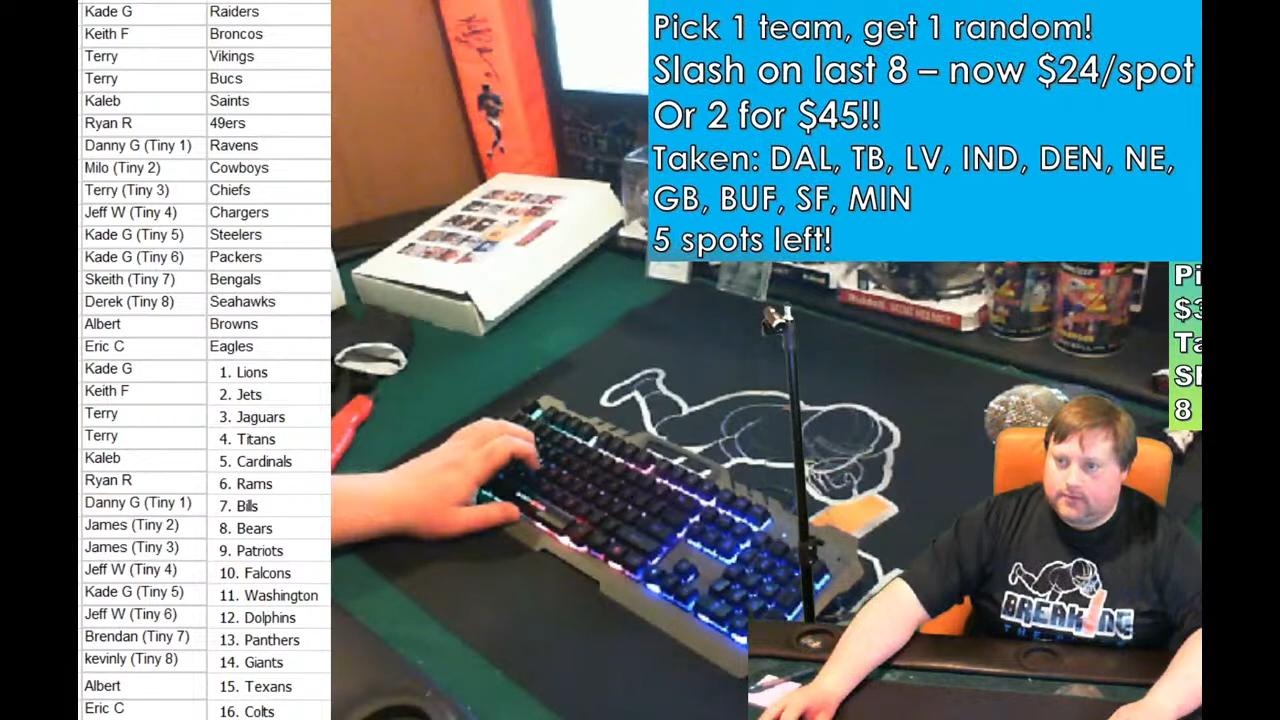 Kade G Raiders
Keith F Broncos
Terry Vikings
Terry Bucs
Kaleb Saints
Ryan R 49ers
Danny G (Tiny 1) Ravens
Milo (Tiny 2) Cowboys
Terry (Tiny 3) Chiefs
Jeff W (Tiny 4) Chargers
Kade G (Tiny 5) Steelers
Kade G (Tiny 6) Packers
Skeith (Tiny 7) Bengals
Derek (Tiny 8) Seahawks
Albert Browns
Eric C Eagles
Kade G 1. Lions
Keith F 2. Jets
Terry 3. Jaguars
Terry 4. Titans
Kaleb 5. Cardinals
Ryan R 6. Rams
Danny G (Tiny 1) 7. Bills
James (Tiny 2) 8. Bears
James (Tiny 3) 9. Patriots
Jeff W (Tiny 4) 10. Falcons
Kade G (Tiny 5) 11. Washington
Jeff W (Tiny 6) 12. Dolphins
Brendan (Tiny 7) 13. Panthers
kevinly (Tiny 8) 14. Giants
Albert 15. Texans
Eric C 16. Colts
Pick 1 team, get 1 random!
Slash on last 8 – now $24/spot
Or 2 for $45!!
Taken: DAL, TB, LV, IND, DEN, NE,
GB, BUF, SF, MIN
5 spots left!
Pi
$3
Ta
SI
8
BREAKING